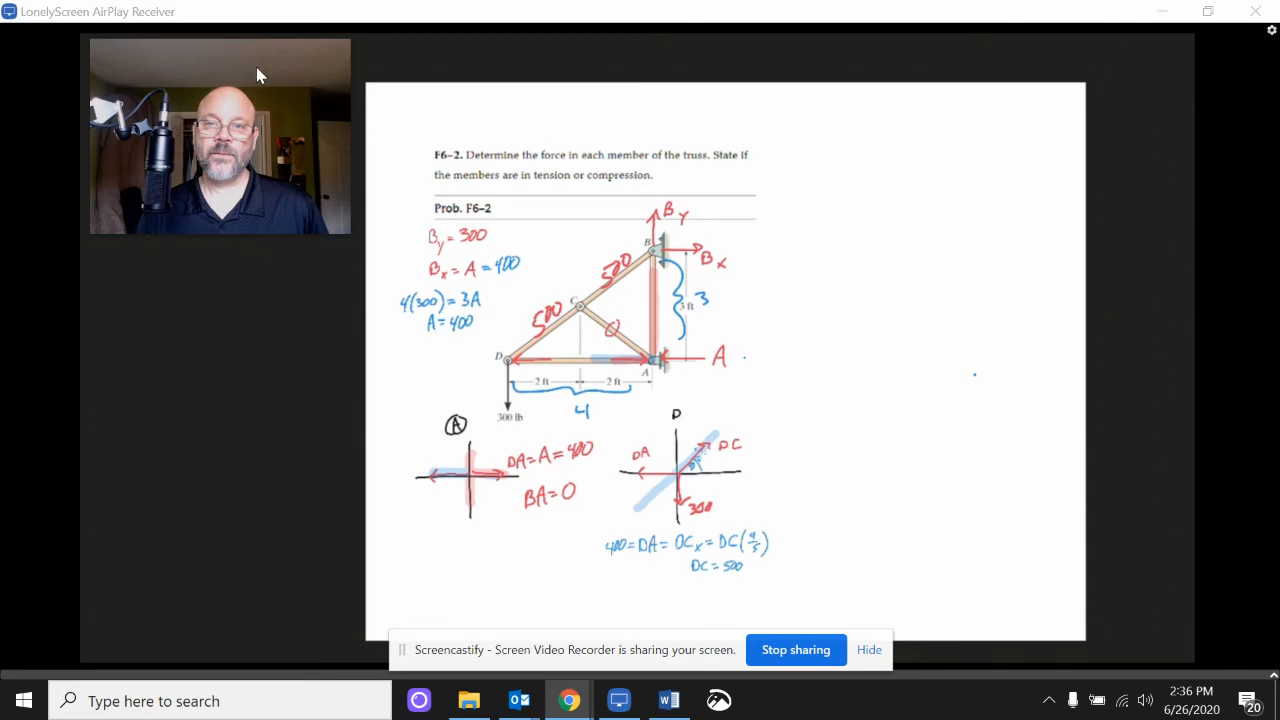 LonelyScreen AirPlay Receiver
F6–2. Determine the force in each member of the truss. State if
the members are in tension or compression.
Prob. F6–2
By = 300
Bx = A = 400
4(300) = 3A
A = 400
By
B
Bx
500
C
500
3 ft
3
0
D
A
A
2 ft
2 ft
4
300 lb
A
DA = A = 400
BA = 0
D
DA
DC
300
400 = DA = DCx = DC(4/5)
DC = 500
Screencastify - Screen Video Recorder is sharing your screen.
Stop sharing
Hide
Type here to search
2:36 PM
6/26/2020
20